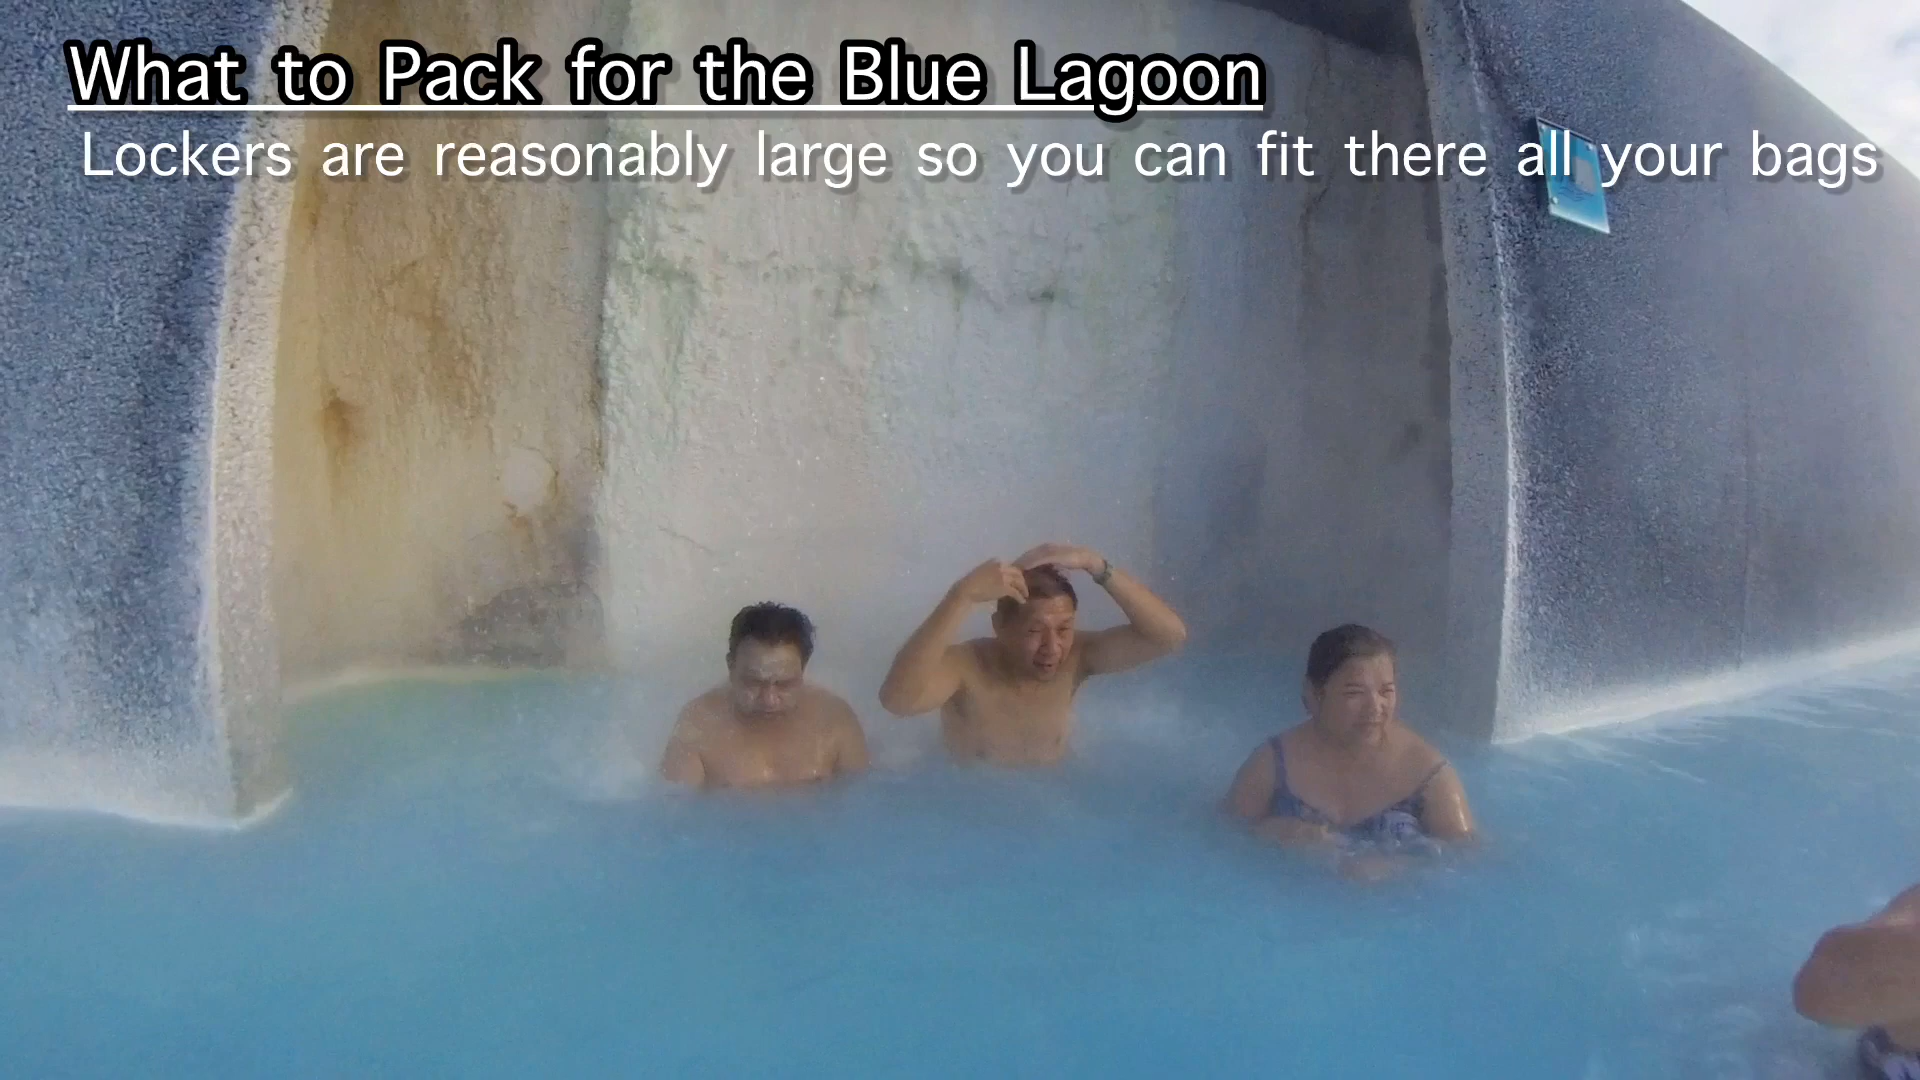 What to Pack for the Blue Lagoon
Lockers are reasonably large so you can fit there all your bags